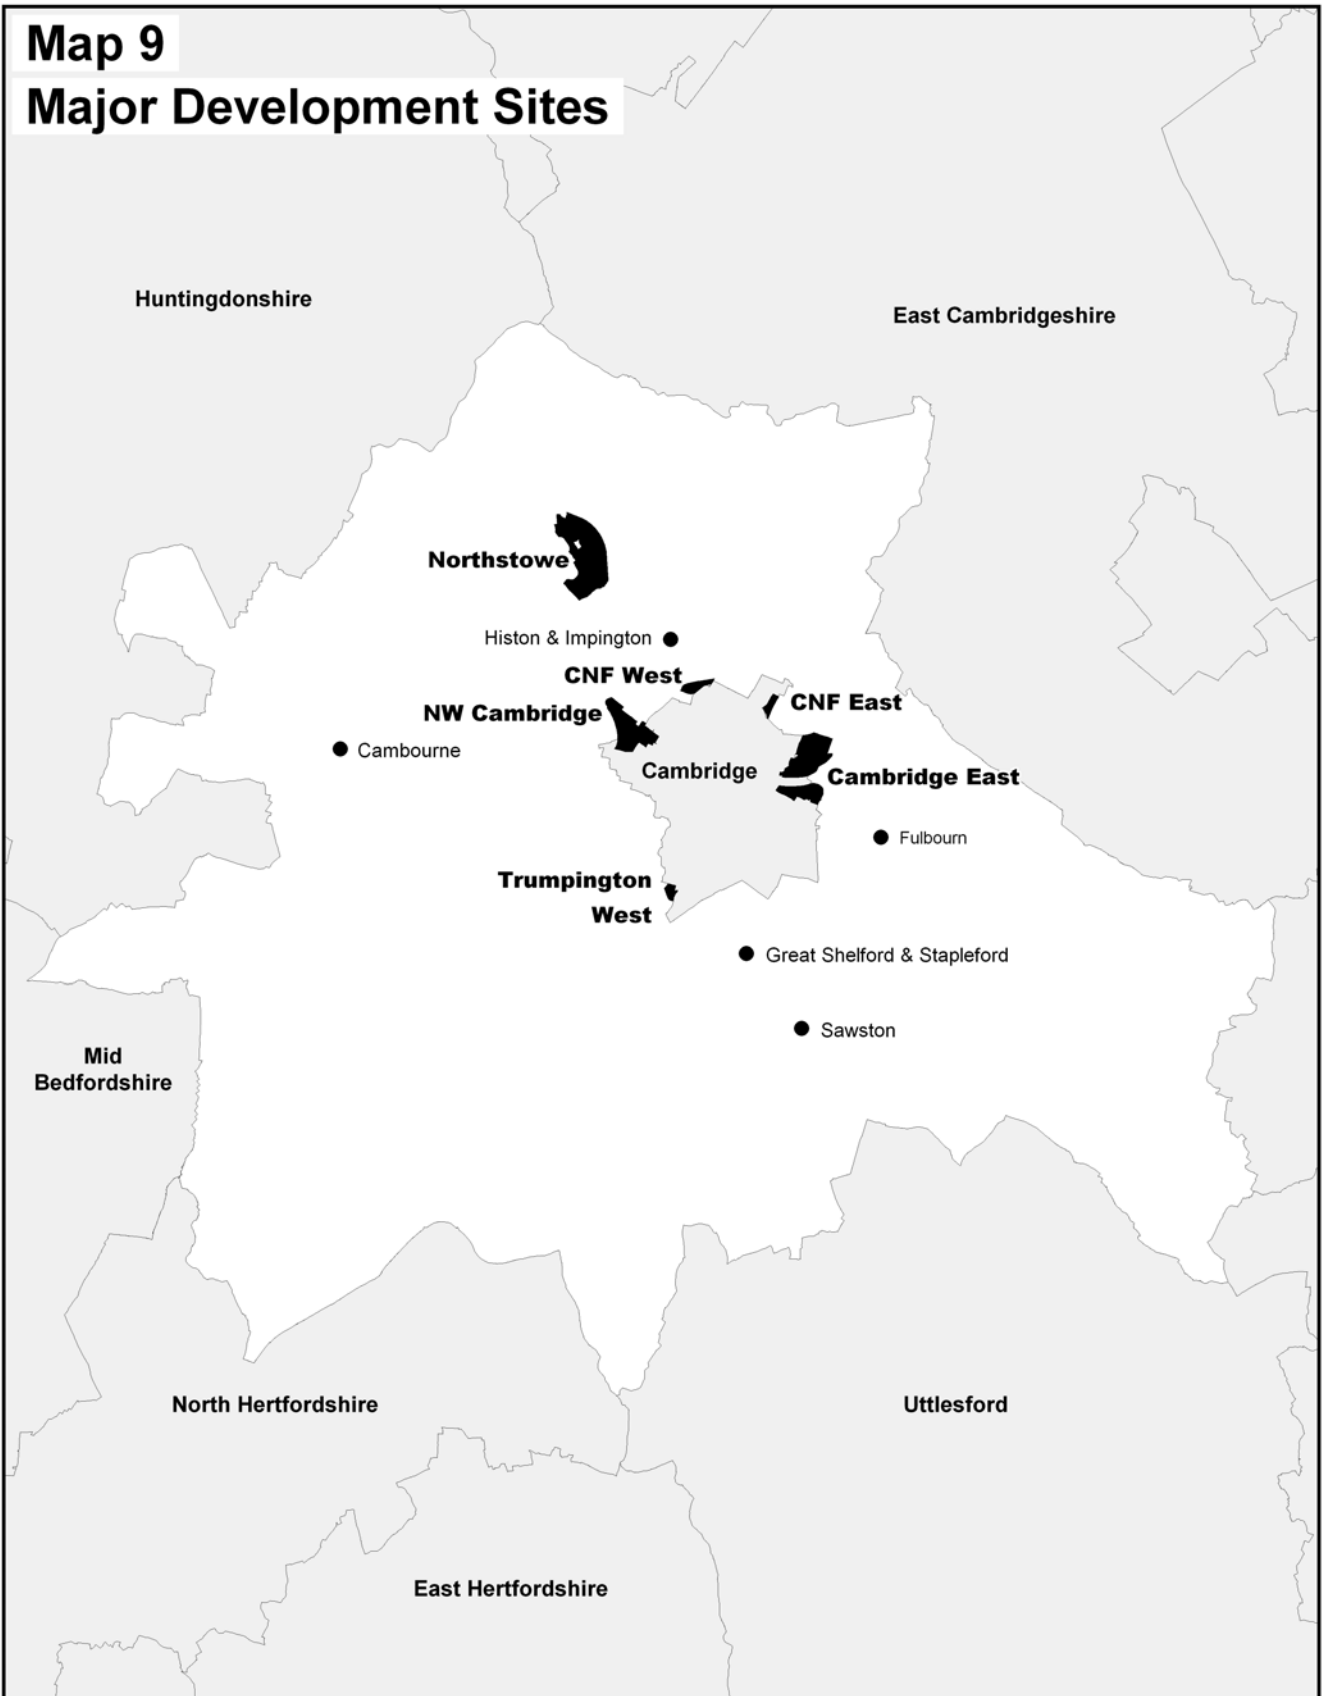 Map 9
Major Development Sites
Huntingdonshire
East Cambridgeshire
Northstowe
Histon & Impington
CNF West
CNF East
NW Cambridge
Cambourne
Cambridge
Cambridge East
Fulbourn
Trumpington
West
Great Shelford & Stapleford
Sawston
Mid
Bedfordshire
North Hertfordshire
Uttlesford
East Hertfordshire